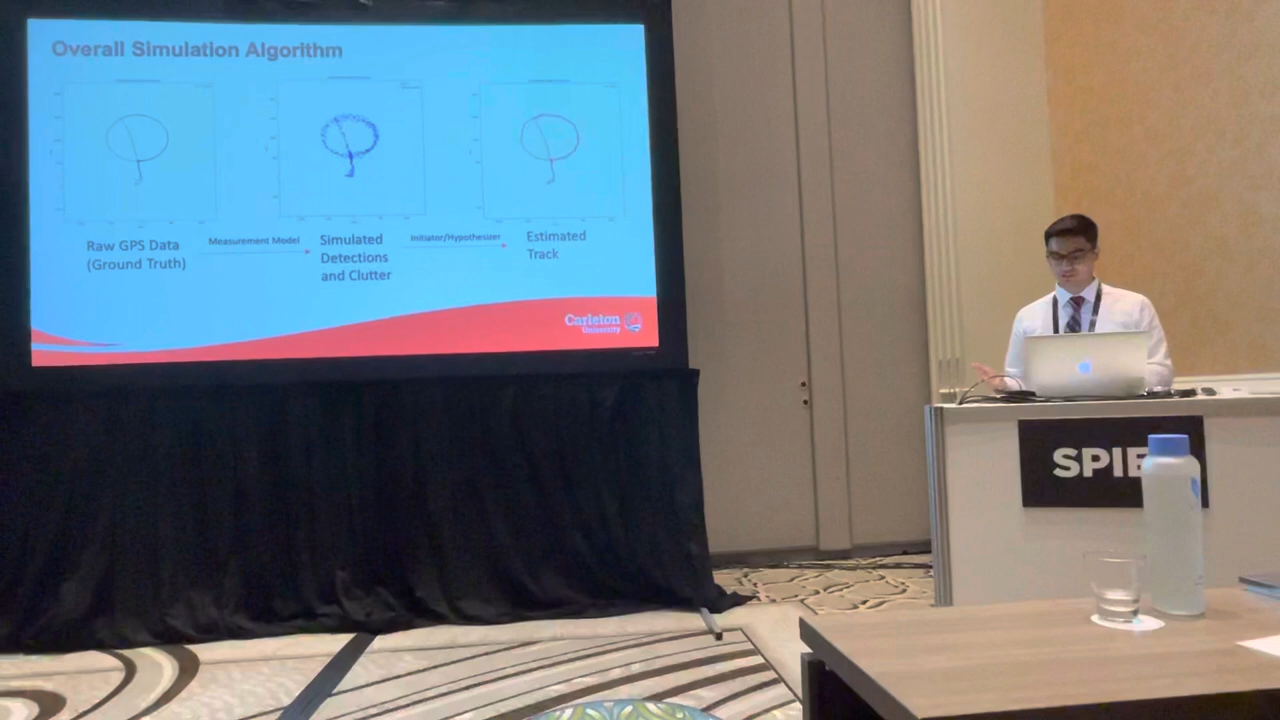 Overall Simulation Algorithm
Raw GPS Data
(Ground Truth)
Measurement Model
Simulated
Detections
and Clutter
Initiator/Hypothesizer
Estimated
Track
Carleton
University
SPIE